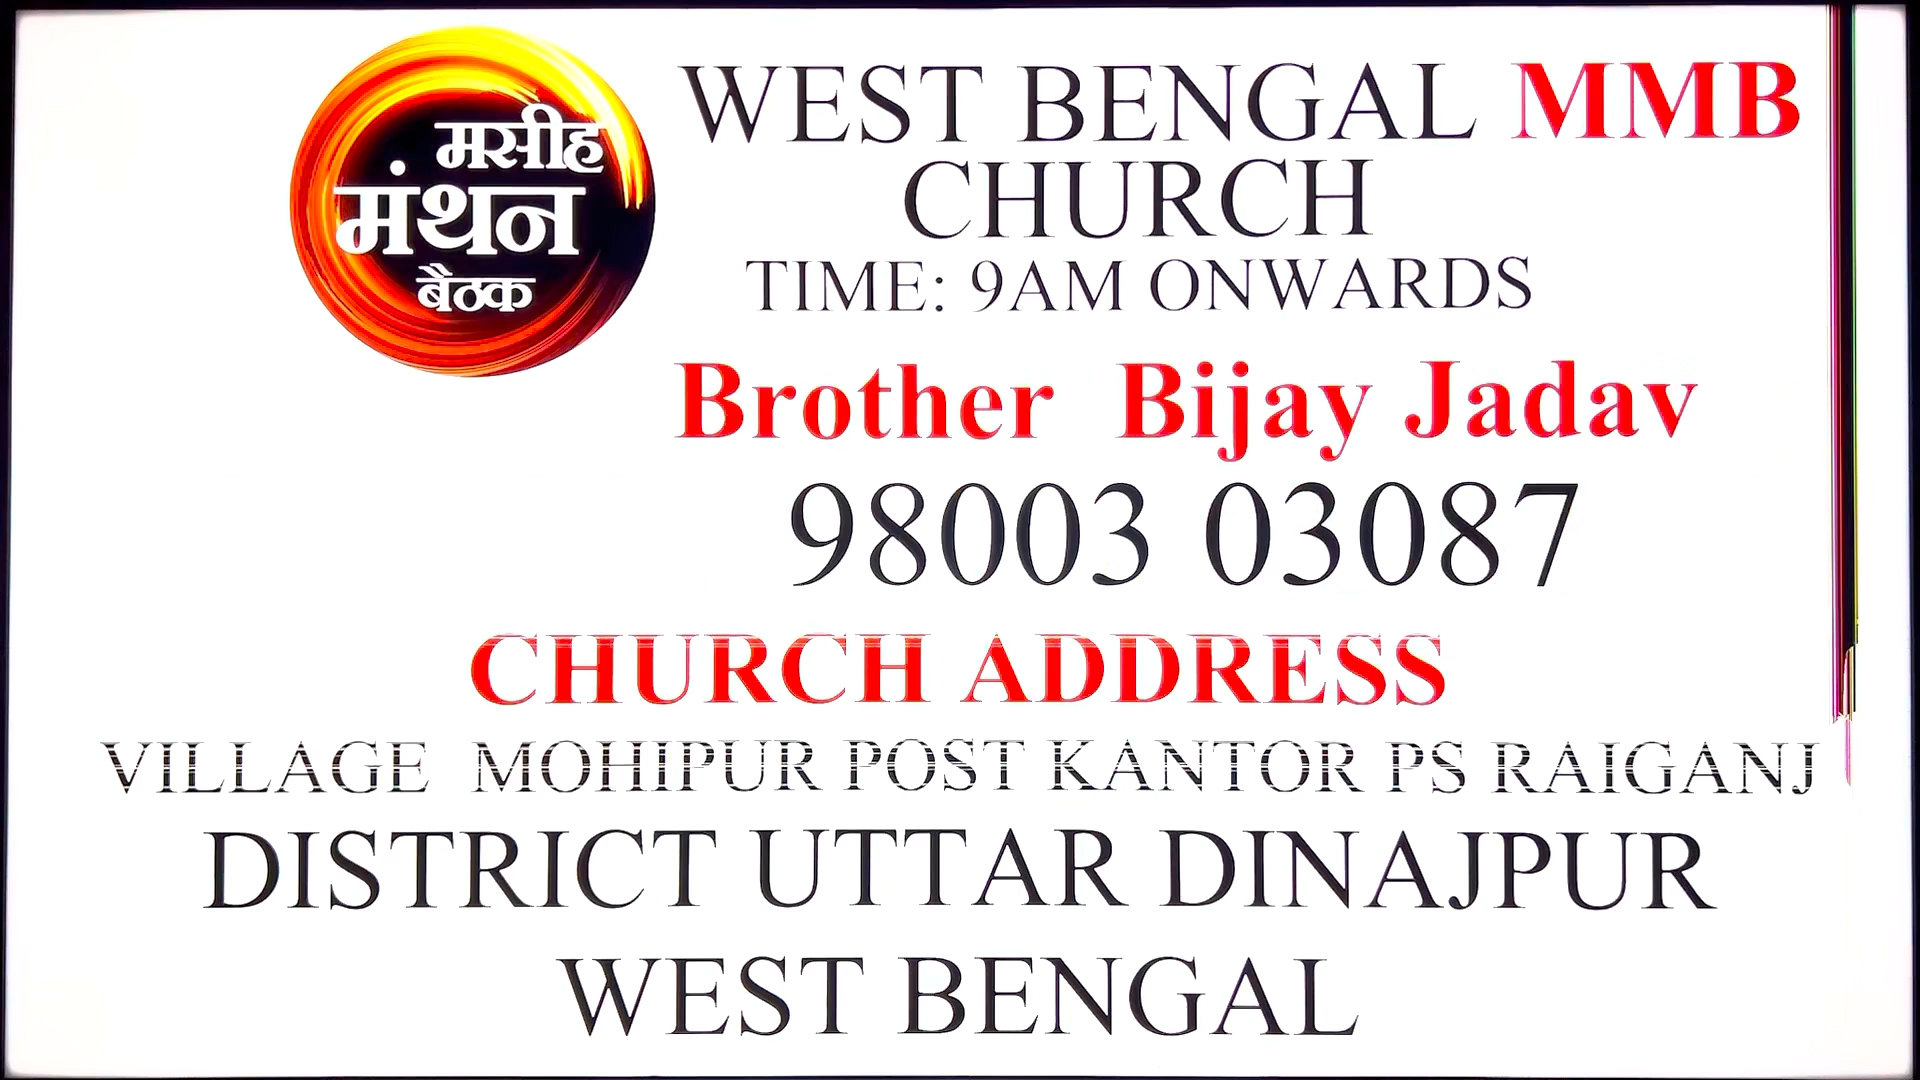 मसीह
मंथन
बैठक
WEST BENGAL MMB
CHURCH
TIME: 9AM ONWARDS
Brother Bijay Jadav
98003 03087
CHURCH ADDRESS
VILLAGE MOHIPUR POST KANTOR PS RAIGANJ
DISTRICT UTTAR DINAJPUR
WEST BENGAL